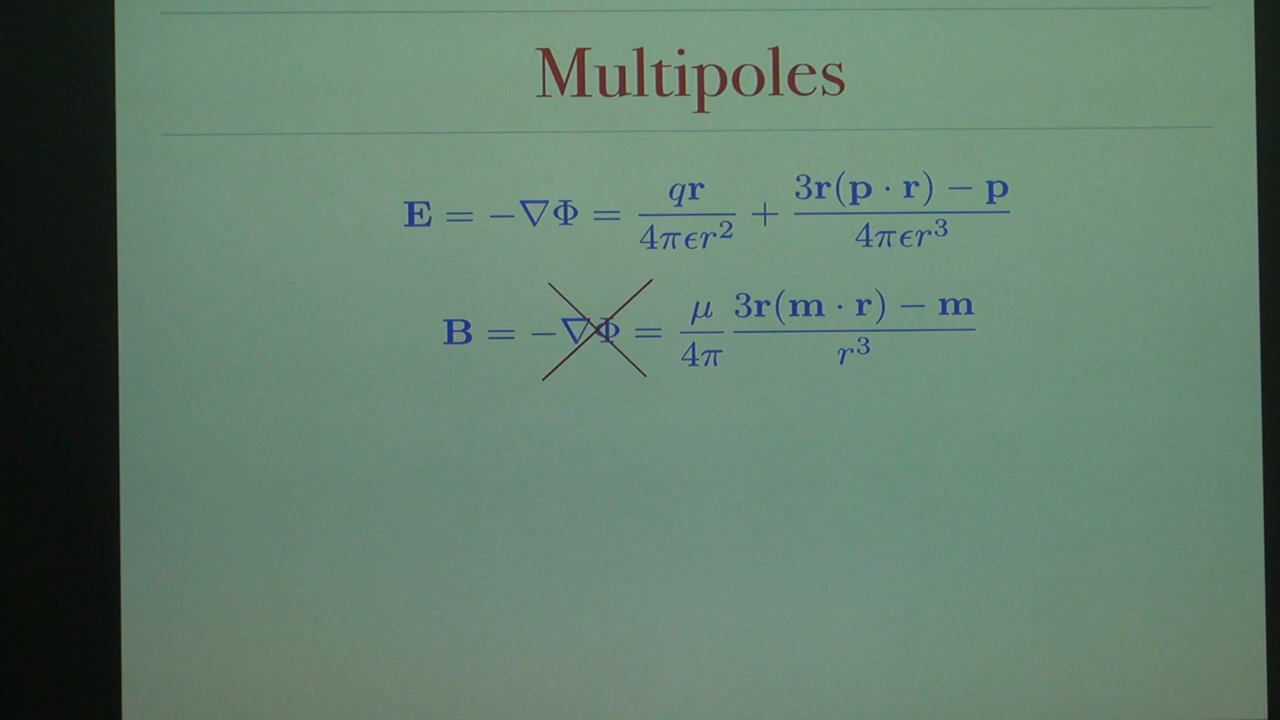 Multipoles
E = −∇Φ = qr/4πϵr² + 3r(p · r) − p/4πϵr³
B = −∇Φ = μ/4π 3r(m · r) − m/r³